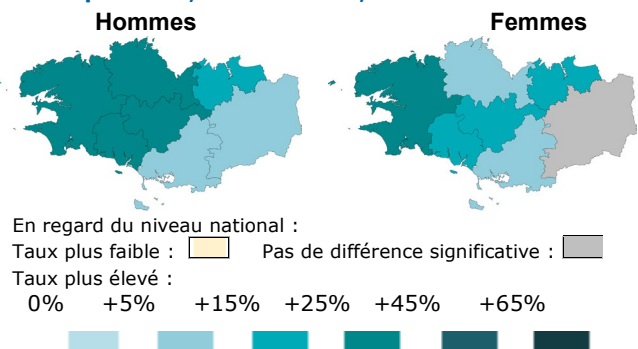 Hommes
Femmes
En regard du niveau national :
Taux plus faible : Pas de différence significative :
Taux plus élevé :
0% +5% +15% +25% +45% +65%